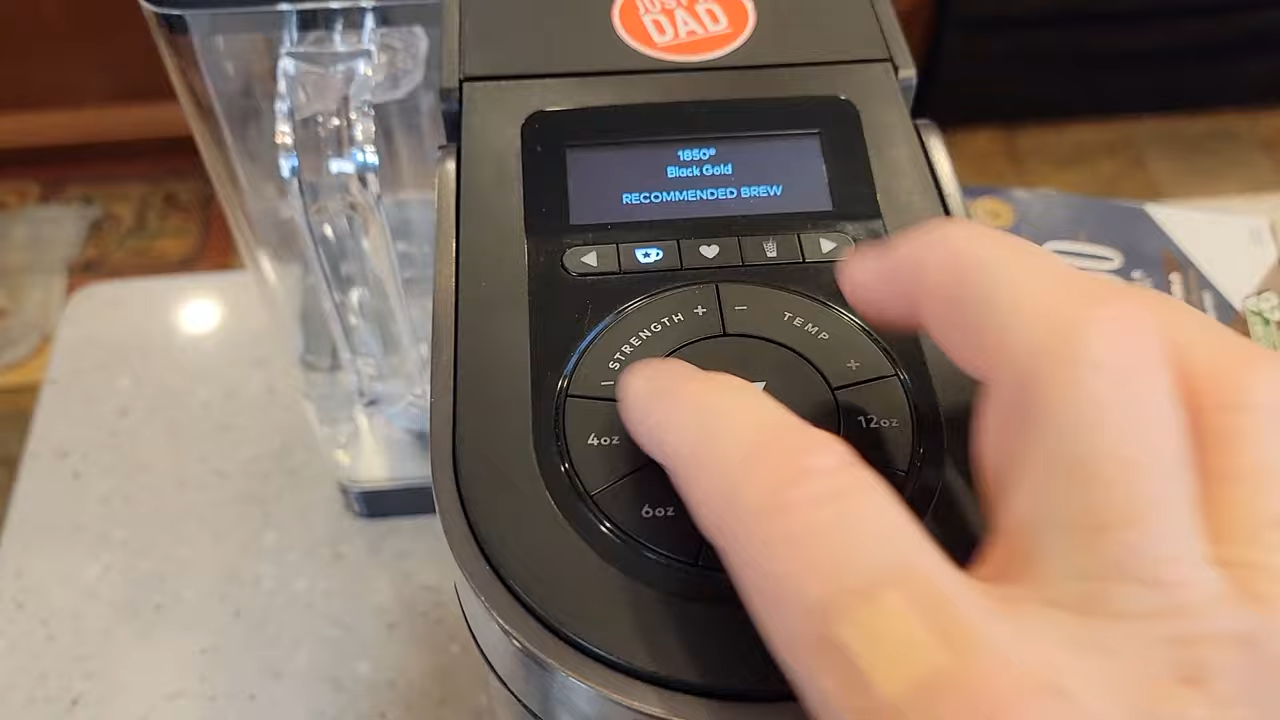 JUST
DAD
1850®
Black Gold
RECOMMENDED BREW
− STRENGTH +
− TEMP +
4oz
12oz
6oz